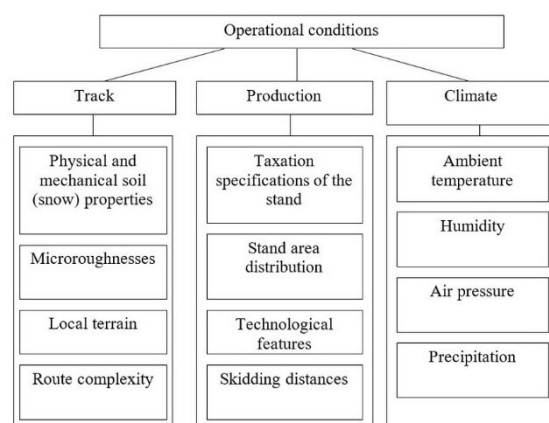 Operational conditions
Track
Production
Climate
Physical and
mechanical soil
(snow) properties
Microroughnesses
Local terrain
Route complexity
Taxation
specifications of the
stand
Stand area
distribution
Technological
features
Skidding distances
Ambient
temperature
Humidity
Air pressure
Precipitation